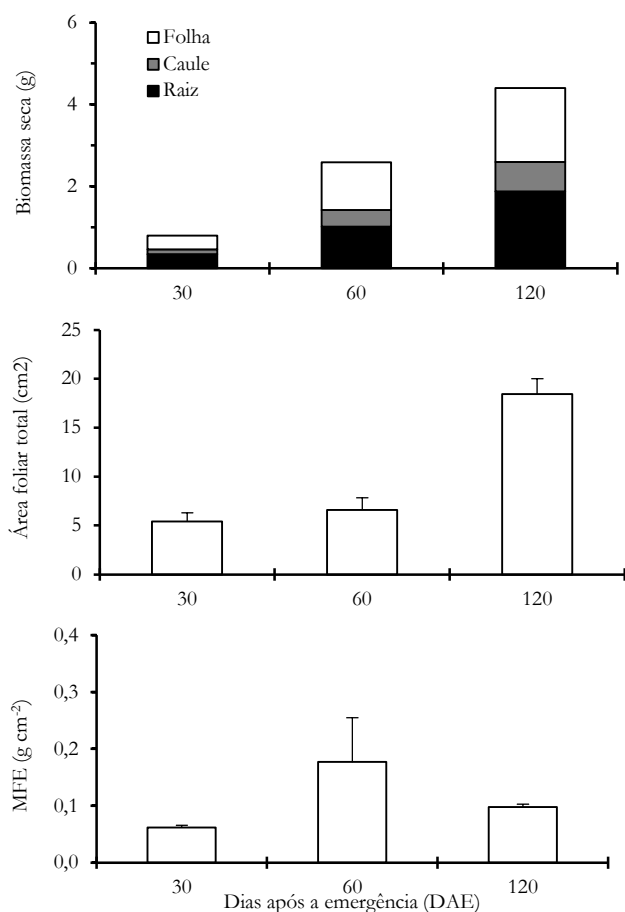 6
4
2
0
Biomassa seca (g)
Folha
Caule
Raiz
30 60 120
25
20
15
10
5
0
Área foliar total (cm2)
30 60 120
0,4
0,3
0,2
0,1
0,0
MFE (g cm-2)
30 60 120
Dias após a emergência (DAE)